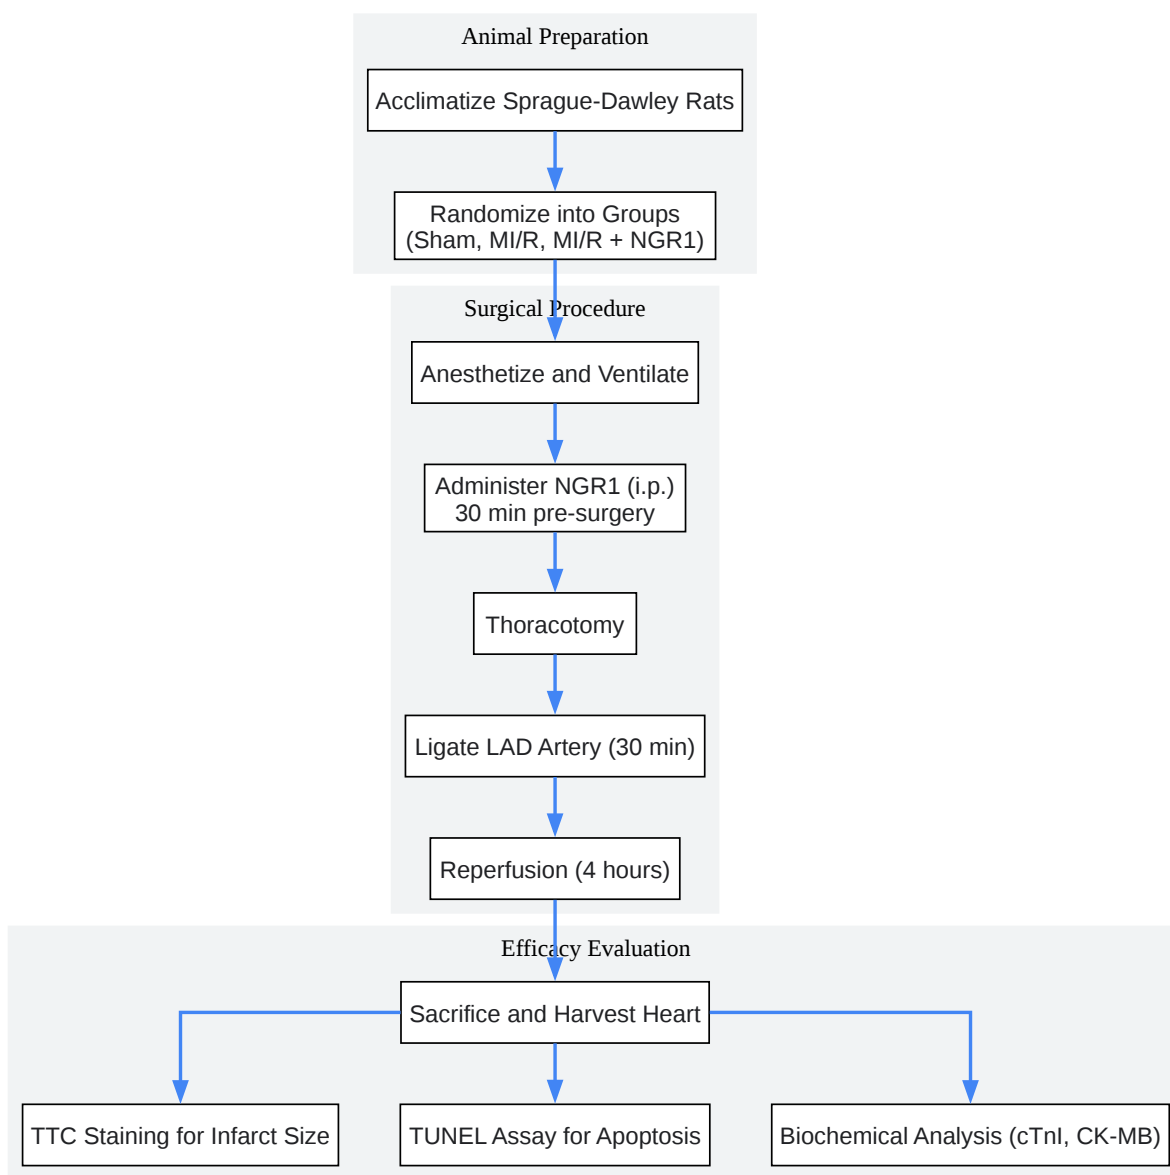 Animal Preparation
Acclimatize Sprague-Dawley Rats
Randomize into Groups
(Sham, MI/R, MI/R + NGR1)
Surgical Procedure
Anesthetize and Ventilate
Administer NGR1 (i.p.)
30 min pre-surgery
Thoracotomy
Ligate LAD Artery (30 min)
Reperfusion (4 hours)
Efficacy Evaluation
Sacrifice and Harvest Heart
TTC Staining for Infarct Size
TUNEL Assay for Apoptosis
Biochemical Analysis (cTnI, CK-MB)